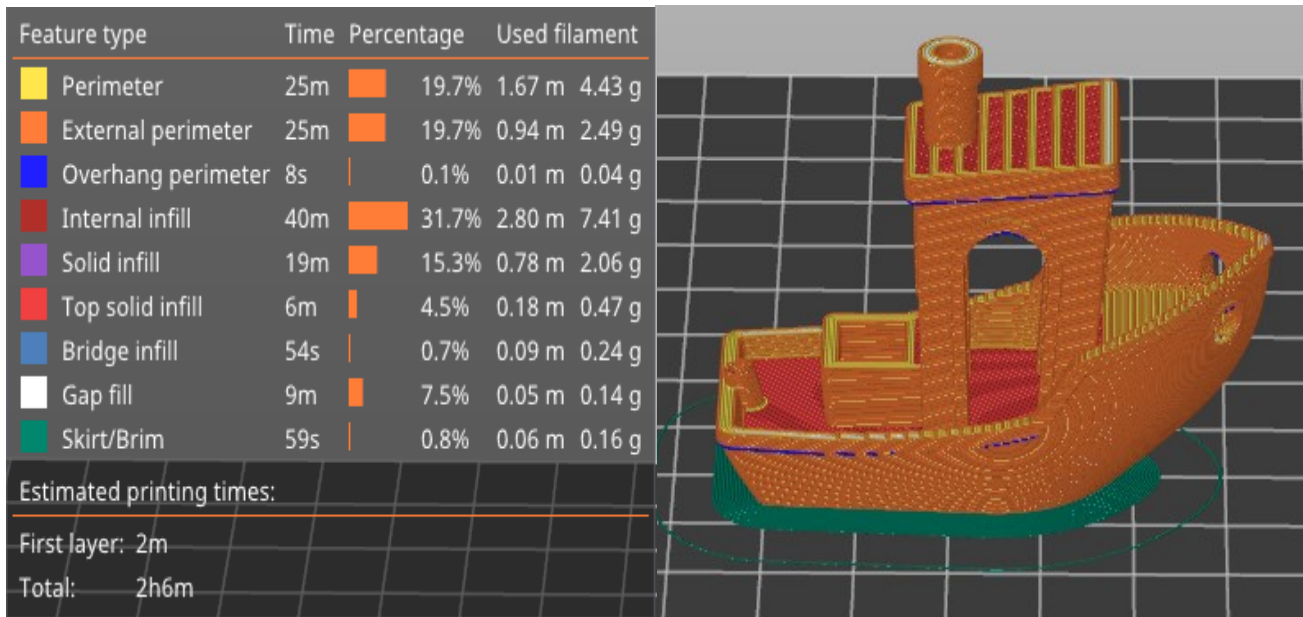 Feature type Time Percentage Used filament
Perimeter 25m 19.7% 1.67 m 4.43 g
External perimeter 25m 19.7% 0.94 m 2.49 g
Overhang perimeter 8s 0.1% 0.01 m 0.04 g
Internal infill 40m 31.7% 2.80 m 7.41 g
Solid infill 19m 15.3% 0.78 m 2.06 g
Top solid infill 6m 4.5% 0.18 m 0.47 g
Bridge infill 54s 0.7% 0.09 m 0.24 g
Gap fill 9m 7.5% 0.05 m 0.14 g
Skirt/Brim 59s 0.8% 0.06 m 0.16 g
Estimated printing times:
First layer: 2m
Total: 2h6m